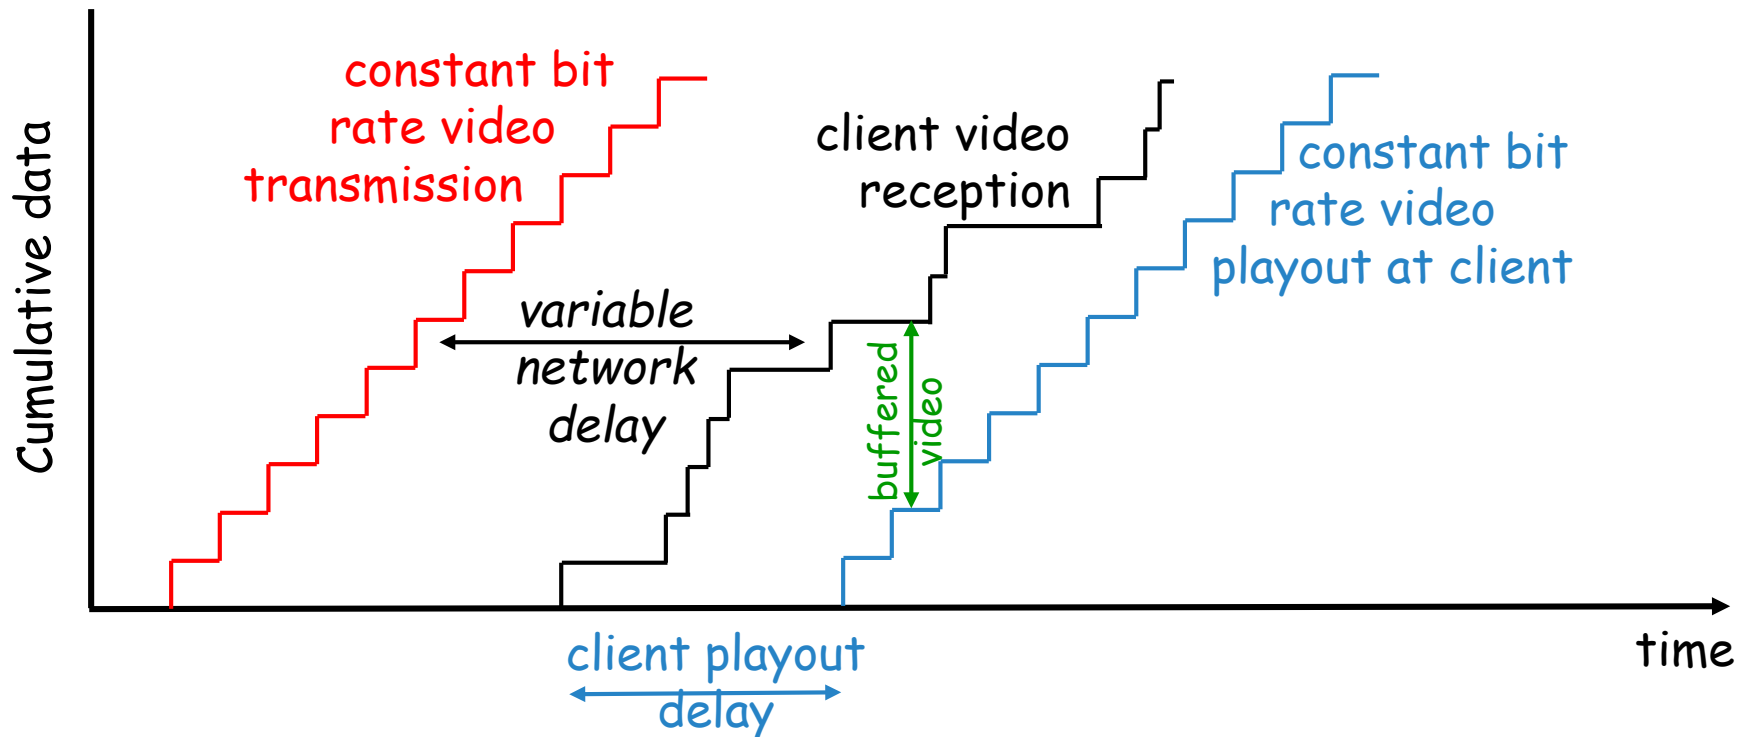 constant bit
rate video
transmission
client video
reception
constant bit
rate video
playout at client
Cumulative data
variable
network
delay
buffered
video
client playout
delay
time